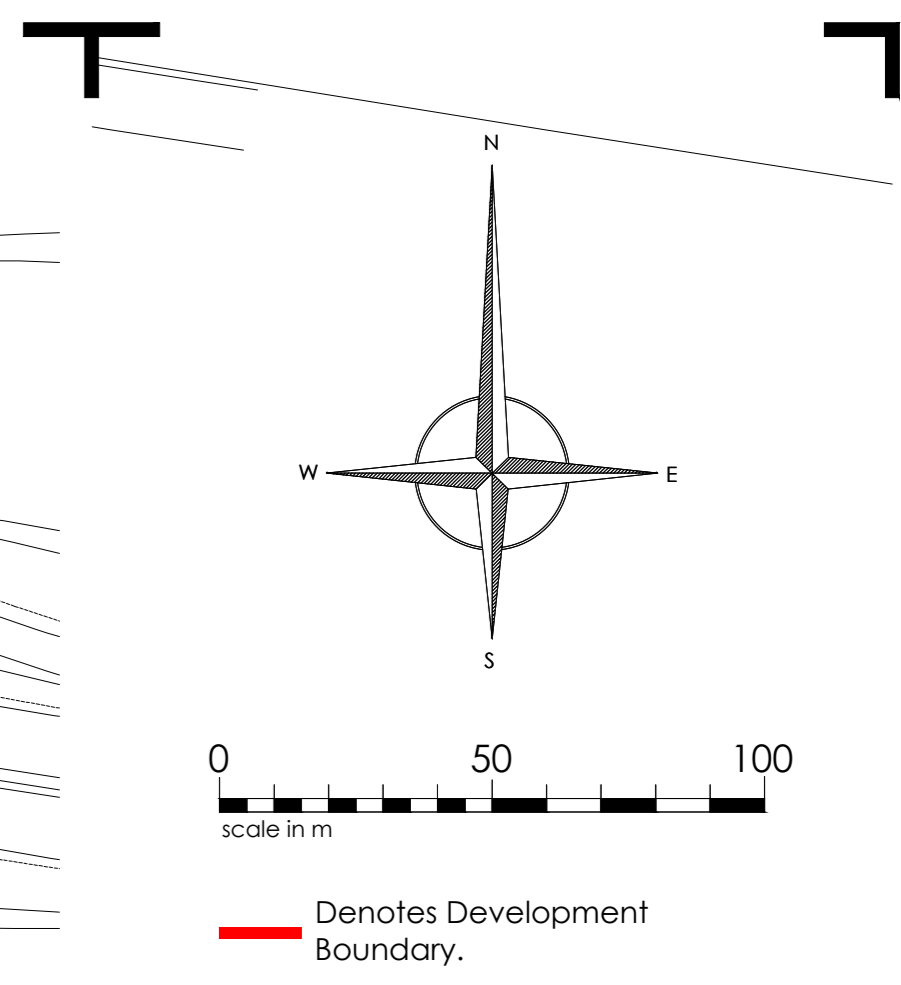 N
W
E
S
0 50 100
scale in m
Denotes Development
Boundary.